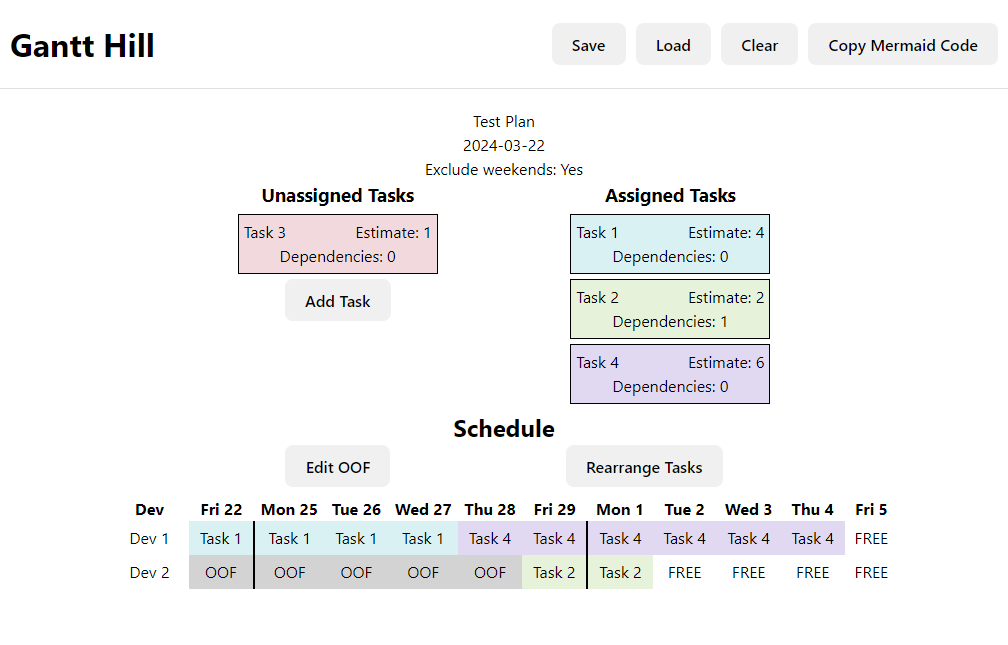 Gantt Hill Save Load Clear Copy Mermaid Code
Test Plan
2024-03-22
Exclude weekends: Yes
Unassigned Tasks
Task 3 Estimate: 1
Dependencies: 0
Add Task
Assigned Tasks
Task 1 Estimate: 4
Dependencies: 0
Task 2 Estimate: 2
Dependencies: 1
Task 4 Estimate: 6
Dependencies: 0
Schedule
Edit OOF Rearrange Tasks
Dev Fri 22 Mon 25 Tue 26 Wed 27 Thu 28 Fri 29 Mon 1 Tue 2 Wed 3 Thu 4 Fri 5
Dev 1 Task 1 Task 1 Task 1 Task 1 Task 4 Task 4 Task 4 Task 4 Task 4 Task 4 FREE
Dev 2 OOF OOF OOF OOF OOF Task 2 Task 2 FREE FREE FREE FREE